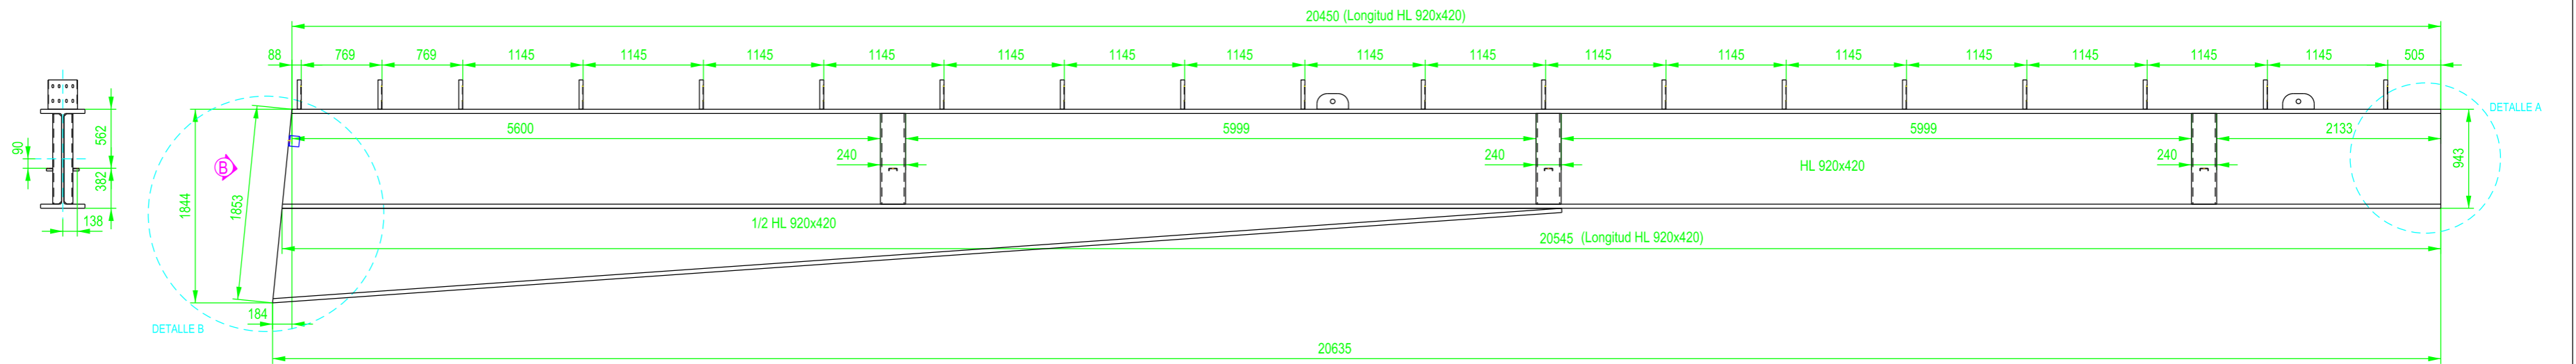 20450 (Longitud HL 920x420)
88 769 769 1145 1145 1145 1145 1145 1145 1145 1145 1145 1145 1145 1145 1145 1145 1145 1145 505
DETALLE A
562
5600 5999 5999 2133
90
240 240 240
943
HL 920x420
B
382
1844
1853
138
1/2 HL 920x420
20545 (Longitud HL 920x420)
184
DETALLE B
20635